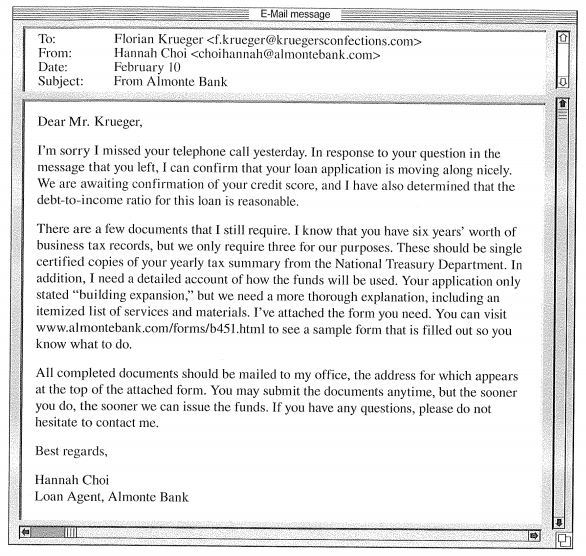 E-Mail message
To: Florian Krueger <f.krueger@kruegersconfections.com>
From: Hannah Choi <choihannah@almontebank.com>
Date: February 10
Subject: From Almonte Bank
Dear Mr. Krueger,
I'm sorry I missed your telephone call yesterday. In response to your question in the
message that you left, I can confirm that your loan application is moving along nicely.
We are awaiting confirmation of your credit score, and I have also determined that the
debt-to-income ratio for this loan is reasonable.
There are a few documents that I still require. I know that you have six years' worth of
business tax records, but we only require three for our purposes. These should be single
certified copies of your yearly tax summary from the National Treasury Department. In
addition, I need a detailed account of how the funds will be used. Your application only
stated “building expansion,” but we need a more thorough explanation, including an
itemized list of services and materials. I've attached the form you need. You can visit
www.almontebank.com/forms/b451.html to see a sample form that is filled out so you
know what to do.
All completed documents should be mailed to my office, the address for which appears
at the top of the attached form. You may submit the documents anytime, but the sooner
you do, the sooner we can issue the funds. If you have any questions, please do not
hesitate to contact me.
Best regards,
Hannah Choi
Loan Agent, Almonte Bank